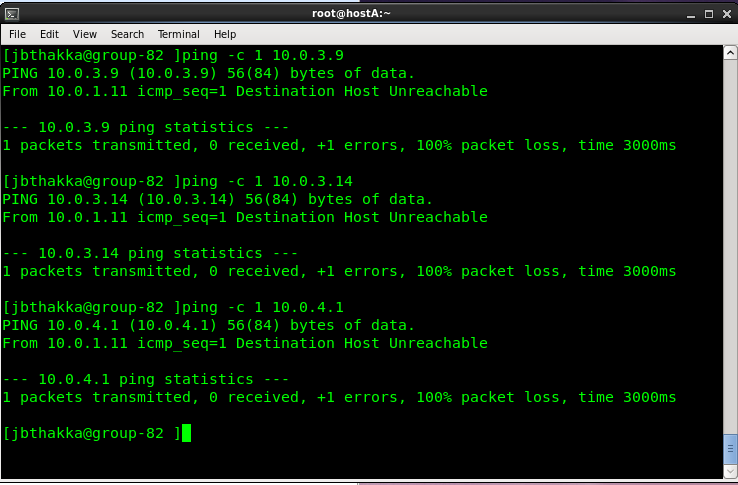 root@hostA:~
File Edit View Search Terminal Help
[jbthakka@group-82 ]ping -c 1 10.0.3.9
PING 10.0.3.9 (10.0.3.9) 56(84) bytes of data.
From 10.0.1.11 icmp_seq=1 Destination Host Unreachable
--- 10.0.3.9 ping statistics ---
1 packets transmitted, 0 received, +1 errors, 100% packet loss, time 3000ms
[jbthakka@group-82 ]ping -c 1 10.0.3.14
PING 10.0.3.14 (10.0.3.14) 56(84) bytes of data.
From 10.0.1.11 icmp_seq=1 Destination Host Unreachable
--- 10.0.3.14 ping statistics ---
1 packets transmitted, 0 received, +1 errors, 100% packet loss, time 3000ms
[jbthakka@group-82 ]ping -c 1 10.0.4.1
PING 10.0.4.1 (10.0.4.1) 56(84) bytes of data.
From 10.0.1.11 icmp_seq=1 Destination Host Unreachable
--- 10.0.4.1 ping statistics ---
1 packets transmitted, 0 received, +1 errors, 100% packet loss, time 3000ms
[jbthakka@group-82 ]